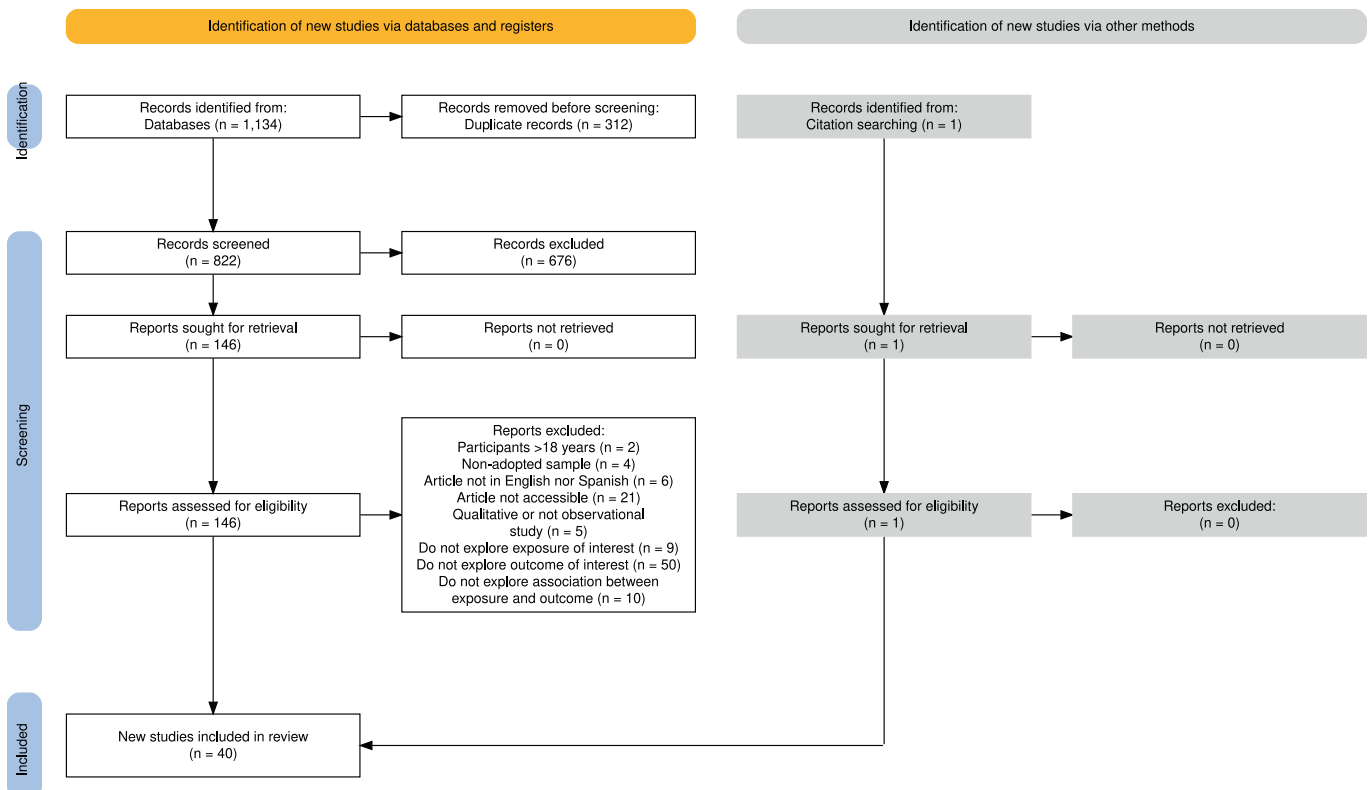 Identification of new studies via databases and registers
Identification of new studies via other methods
Identification
Records identified from:
Databases (n = 1,134)
Records removed before screening:
Duplicate records (n = 312)
Records identified from:
Citation searching (n = 1)
Screening
Records screened
(n = 822)
Records excluded
(n = 676)
Reports sought for retrieval
(n = 146)
Reports not retrieved
(n = 0)
Reports sought for retrieval
(n = 1)
Reports not retrieved
(n = 0)
Reports assessed for eligibility
(n = 146)
Reports excluded:
Participants >18 years (n = 2)
Non-adopted sample (n = 4)
Article not in English nor Spanish (n = 6)
Article not accessible (n = 21)
Qualitative or not observational
study (n = 5)
Do not explore exposure of interest (n = 9)
Do not explore outcome of interest (n = 50)
Do not explore association between
exposure and outcome (n = 10)
Reports assessed for eligibility
(n = 1)
Reports excluded:
(n = 0)
Included
New studies included in review
(n = 40)